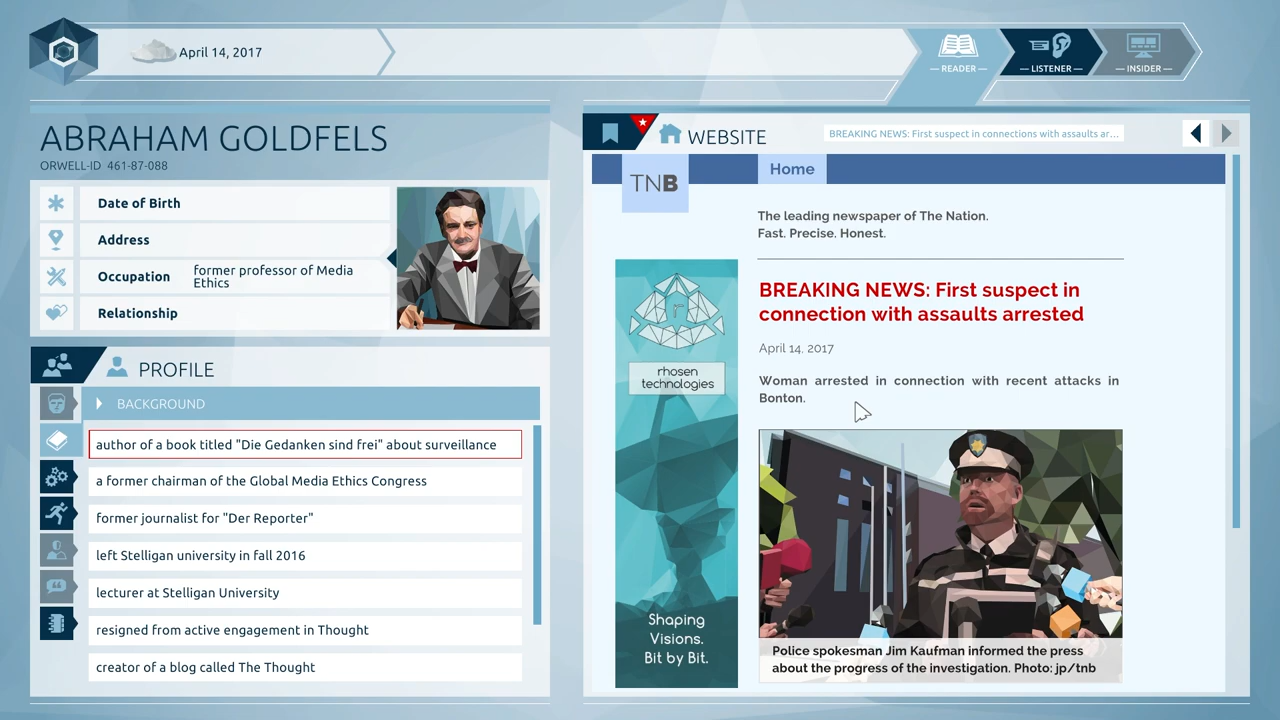 April 14, 2017
— READER —
— LISTENER —
— INSIDER —
ABRAHAM GOLDFELS
ORWELL-ID 461-87-088
Date of Birth
Address
Occupation former professor of Media
Ethics
Relationship
PROFILE
BACKGROUND
author of a book titled "Die Gedanken sind frei" about surveillance
a former chairman of the Global Media Ethics Congress
former journalist for "Der Reporter"
left Stelligan university in fall 2016
lecturer at Stelligan University
resigned from active engagement in Thought
creator of a blog called The Thought
WEBSITE
BREAKING NEWS: First suspect in connections with assaults ar...
TNB
Home
The leading newspaper of The Nation.
Fast. Precise. Honest.
r
rhosen
technologies
Shaping
Visions.
Bit by Bit.
BREAKING NEWS: First suspect in
connection with assaults arrested
April 14, 2017
Woman arrested in connection with recent attacks in
Bonton.
Police spokesman Jim Kaufman informed the press
about the progress of the investigation. Photo: jp/tnb